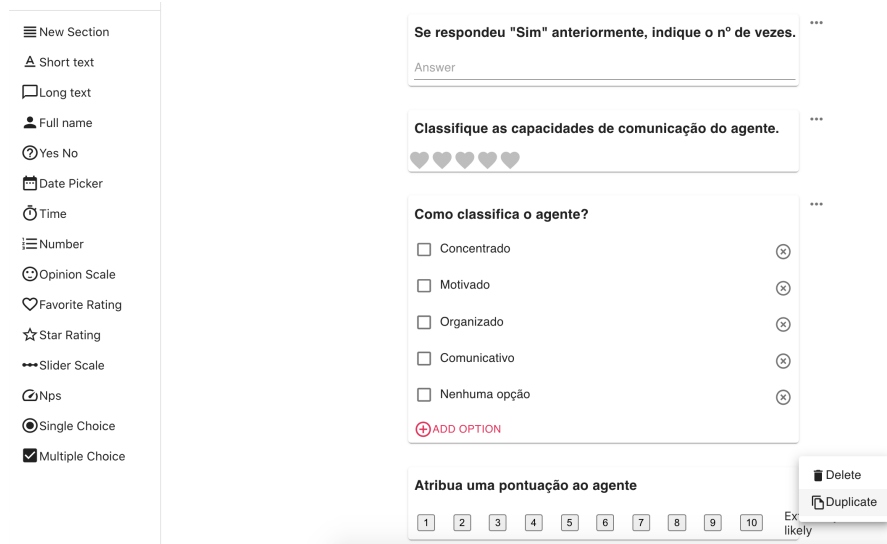 New Section
Short text
Long text
Full name
Yes No
Date Picker
Time
Number
Opinion Scale
Favorite Rating
Star Rating
Slider Scale
Nps
Single Choice
Multiple Choice
Se respondeu "Sim" anteriormente, indique o nº de vezes.
Answer
Classifique as capacidades de comunicação do agente.
Como classifica o agente?
Concentrado
Motivado
Organizado
Comunicativo
Nenhuma opção
ADD OPTION
Atribua uma pontuação ao agente
1 2 3 4 5 6 7 8 9 10
likely
Delete
Duplicate